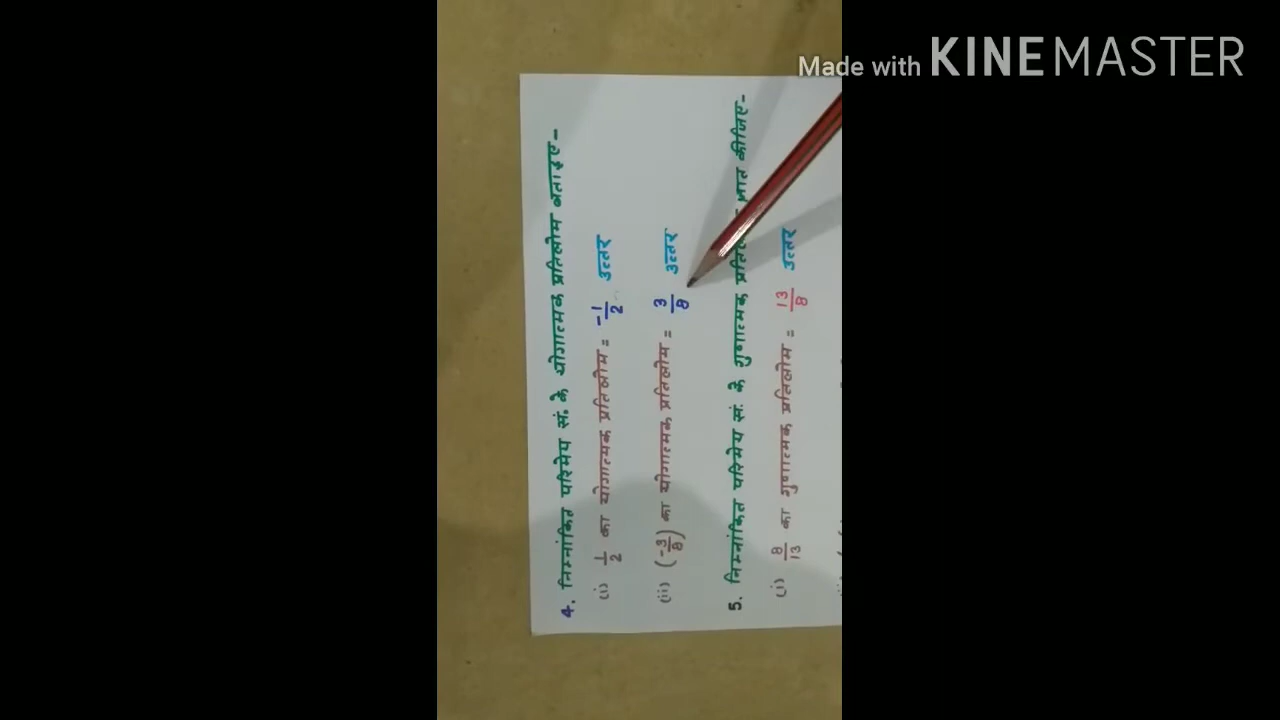 Made with KINEMASTER
4. निम्नांकित परिमेय सं. के योगात्मक प्रतिलोम बताइए-
(i) 1/2 का योगात्मक प्रतिलोम = -1/2 उत्तर
(ii) (-3/8) का योगात्मक प्रतिलोम = 3/8 उत्तर
5. निम्नांकित परिमेय सं. के गुणात्मक ज्ञात कीजिए-
(i) 8/13 का गुणात्मक प्रतिलोम = 13/8 उत्तर